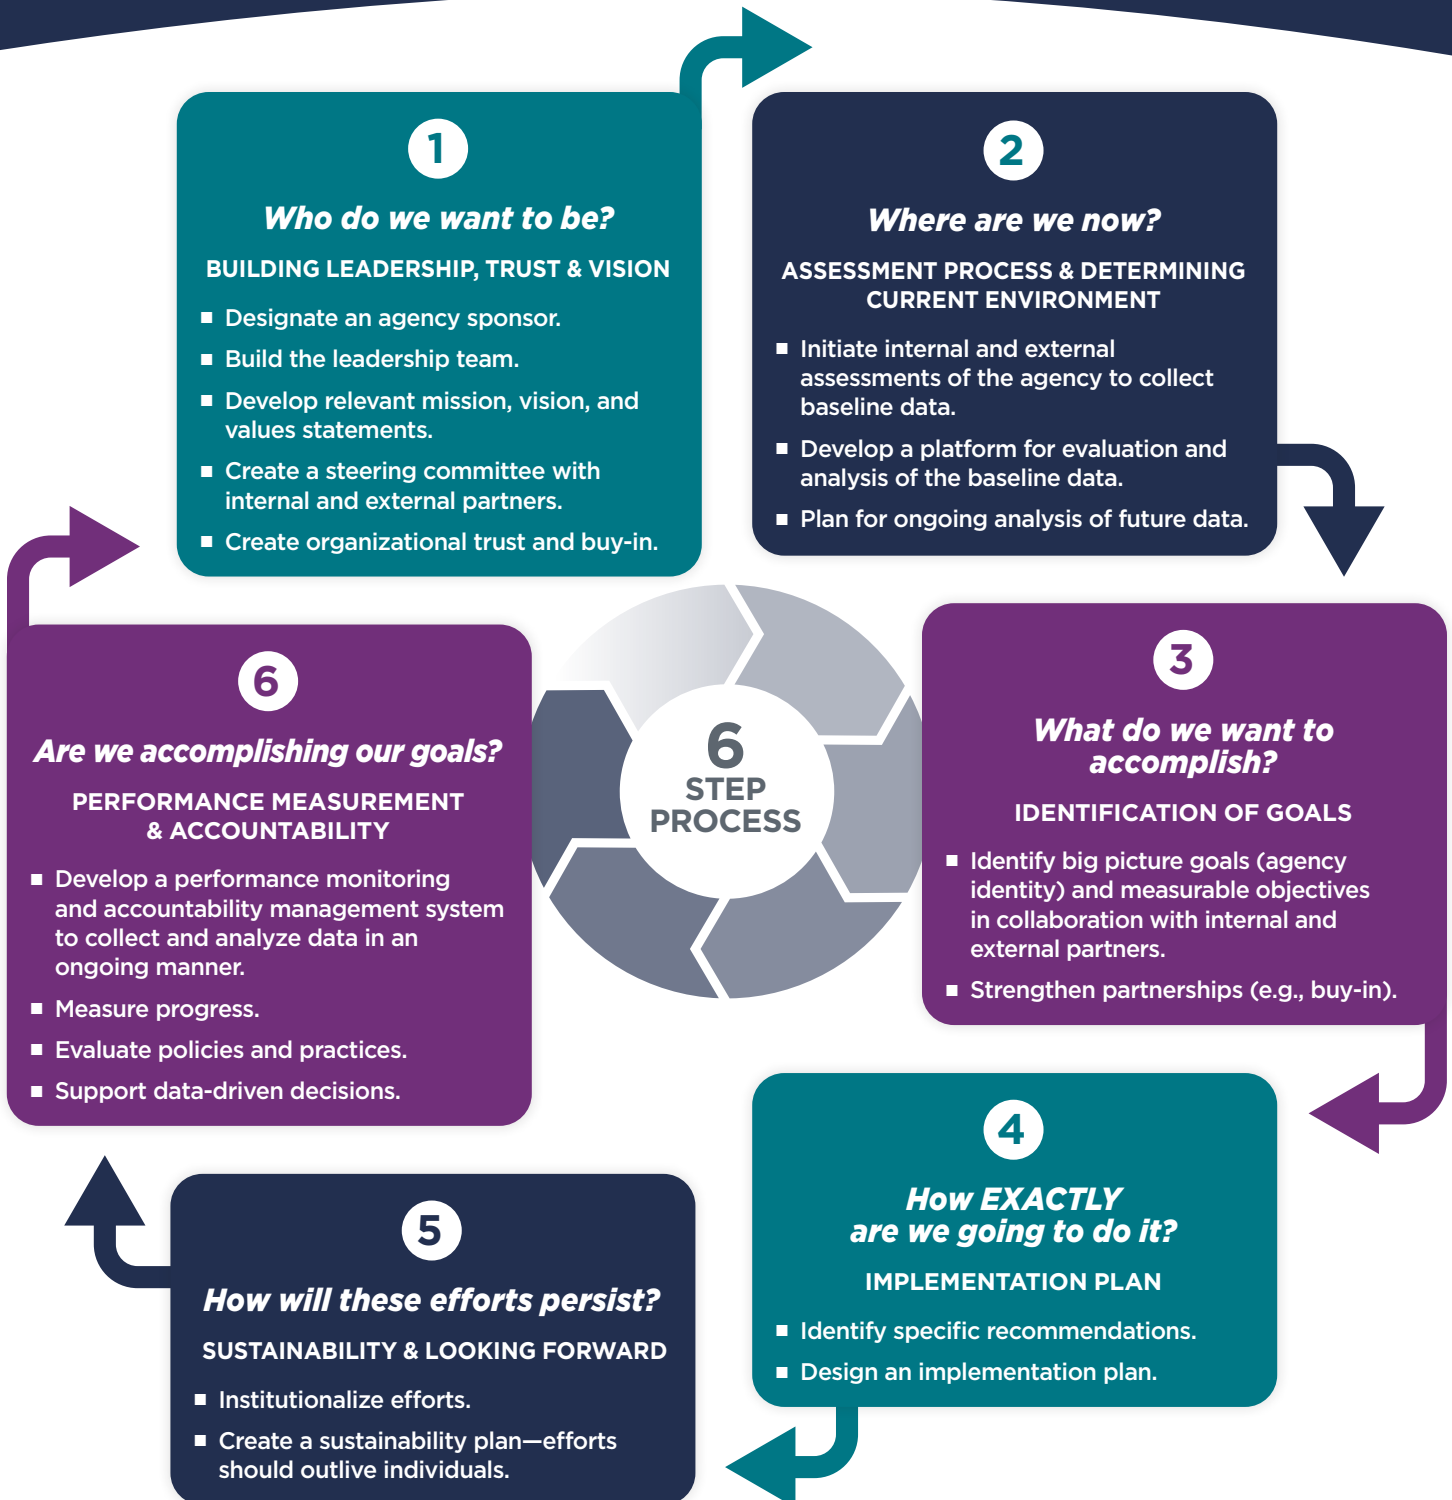 1
Who do we want to be?
BUILDING LEADERSHIP, TRUST & VISION
■ Designate an agency sponsor.
■ Build the leadership team.
■ Develop relevant mission, vision, and
values statements.
■ Create a steering committee with
internal and external partners.
■ Create organizational trust and buy-in.
2
Where are we now?
ASSESSMENT PROCESS & DETERMINING
CURRENT ENVIRONMENT
■ Initiate internal and external
assessments of the agency to collect
baseline data.
■ Develop a platform for evaluation and
analysis of the baseline data.
■ Plan for ongoing analysis of future data.
3
What do we want to
accomplish?
IDENTIFICATION OF GOALS
■ Identify big picture goals (agency
identity) and measurable objectives
in collaboration with internal and
external partners.
■ Strengthen partnerships (e.g., buy-in).
4
How EXACTLY
are we going to do it?
IMPLEMENTATION PLAN
■ Identify specific recommendations.
■ Design an implementation plan.
5
How will these efforts persist?
SUSTAINABILITY & LOOKING FORWARD
■ Institutionalize efforts.
■ Create a sustainability plan—efforts
should outlive individuals.
6
Are we accomplishing our goals?
PERFORMANCE MEASUREMENT
& ACCOUNTABILITY
■ Develop a performance monitoring
and accountability management system
to collect and analyze data in an
ongoing manner.
■ Measure progress.
■ Evaluate policies and practices.
■ Support data-driven decisions.
6
STEP
PROCESS